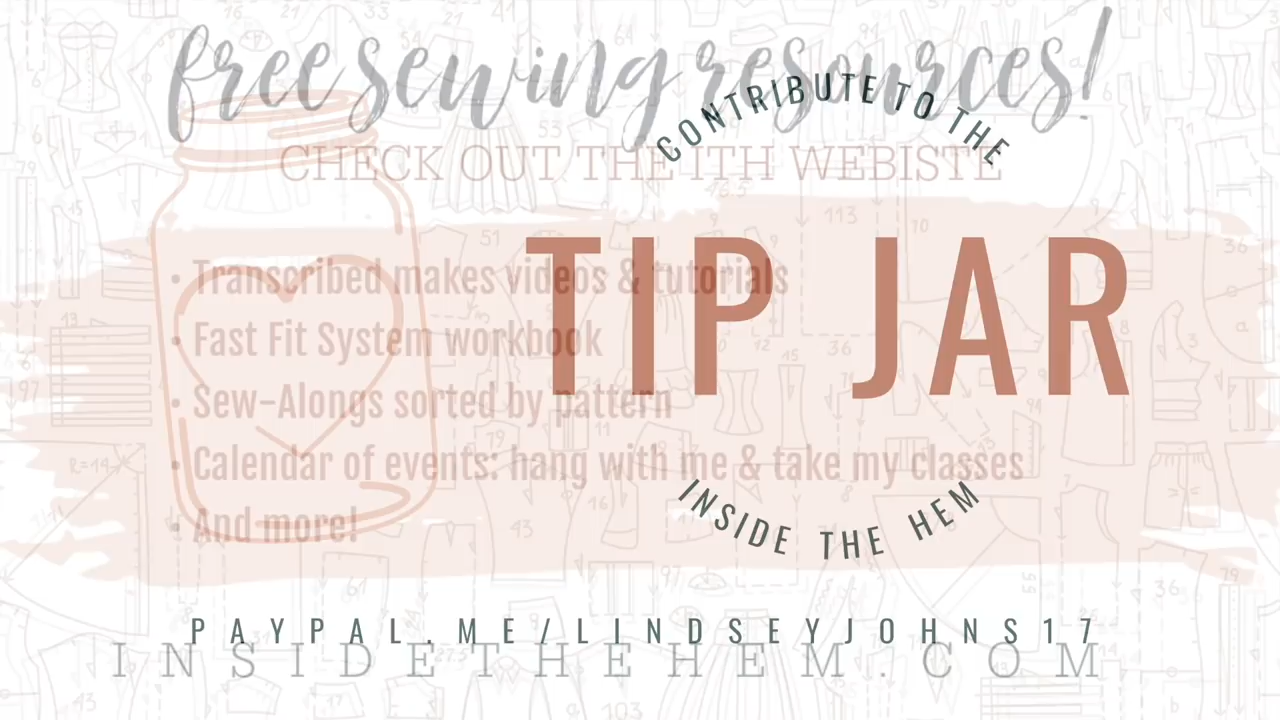 free sewing resources!
CHECK OUT THE ITH WEBISTE
• Transcribed makes videos & tutorials
• Fast Fit System workbook
• Sew-Alongs sorted by pattern
• Calendar of events: hang with me & take my classes
• And more!
INSIDETHEHEM.COM
CONTRIBUTE TO THE
TIP JAR
INSIDE THE HEM
PAYPAL.ME/LINDSEYJOHNS17